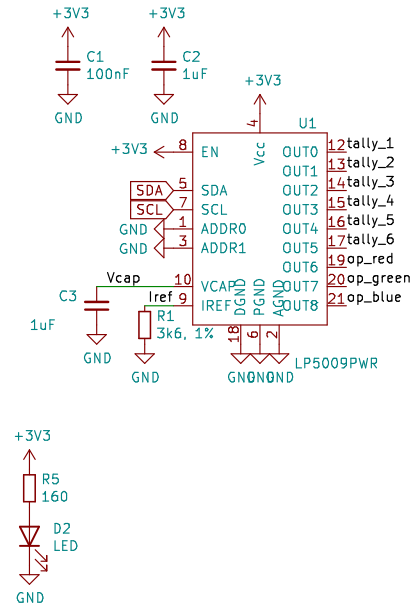 +3V3 +3V3
C1
100nF
C2
1uF
GND GND
+3V3
U1
4
Vcc
+3V3 8 EN OUT0 12 tally_1
OUT1 13 tally_2
SDA 5 SDA OUT2 14 tally_3
SCL 7 SCL OUT3 15 tally_4
GND 1 ADDR0 OUT4 16 tally_5
GND 3 ADDR1 OUT5 17 tally_6
OUT6 19 op_red
Vcap 10 VCAP OUT7 20 op_green
Iref 9 IREF OUT8 21 op_blue
DGND PGND AGND
18 6 2
C3
1uF
R1
3k6, 1%
GND
GND
GND GND GND
LP5009PWR
+3V3
R5
160
D2
LED
GND